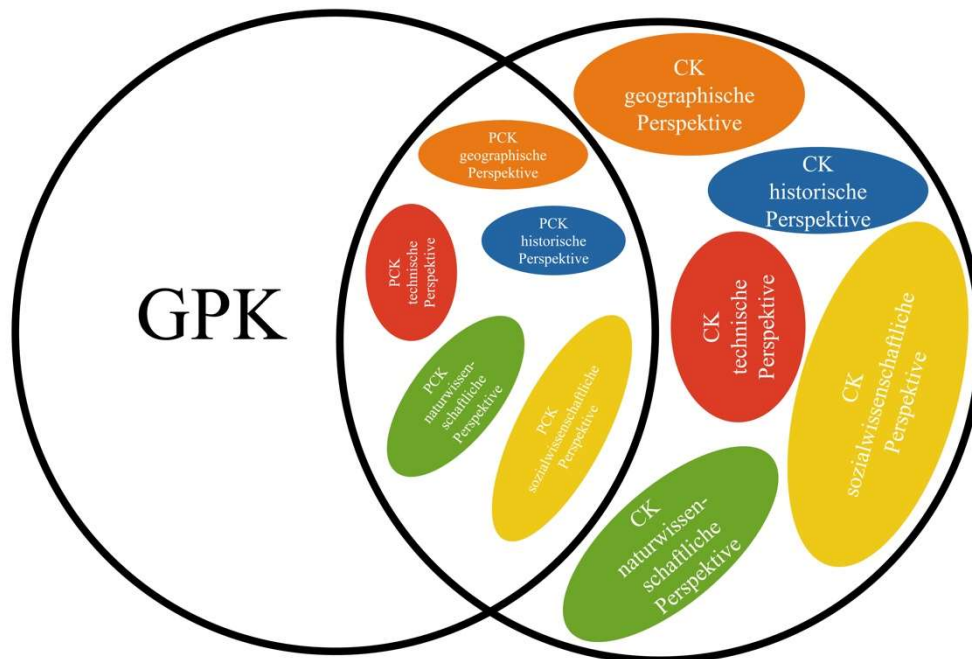 GPK
PCK
geographische
Perspektive
PCK
historische
Perspektive
PCK
technische
Perspektive
PCK
naturwissen-
schaftliche
Perspektive
PCK
sozialwissenschaftliche
Perspektive
CK
geographische
Perspektive
CK
historische
Perspektive
CK
technische
Perspektive
CK
sozialwissenschaftliche
Perspektive
CK
naturwissen-
schaftliche
Perspektive